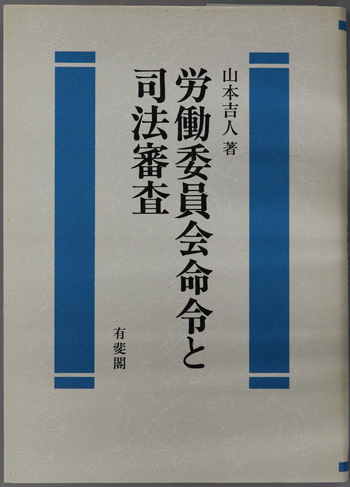 山本吉人 著
労働委員会命令と
司法審査
有斐閣